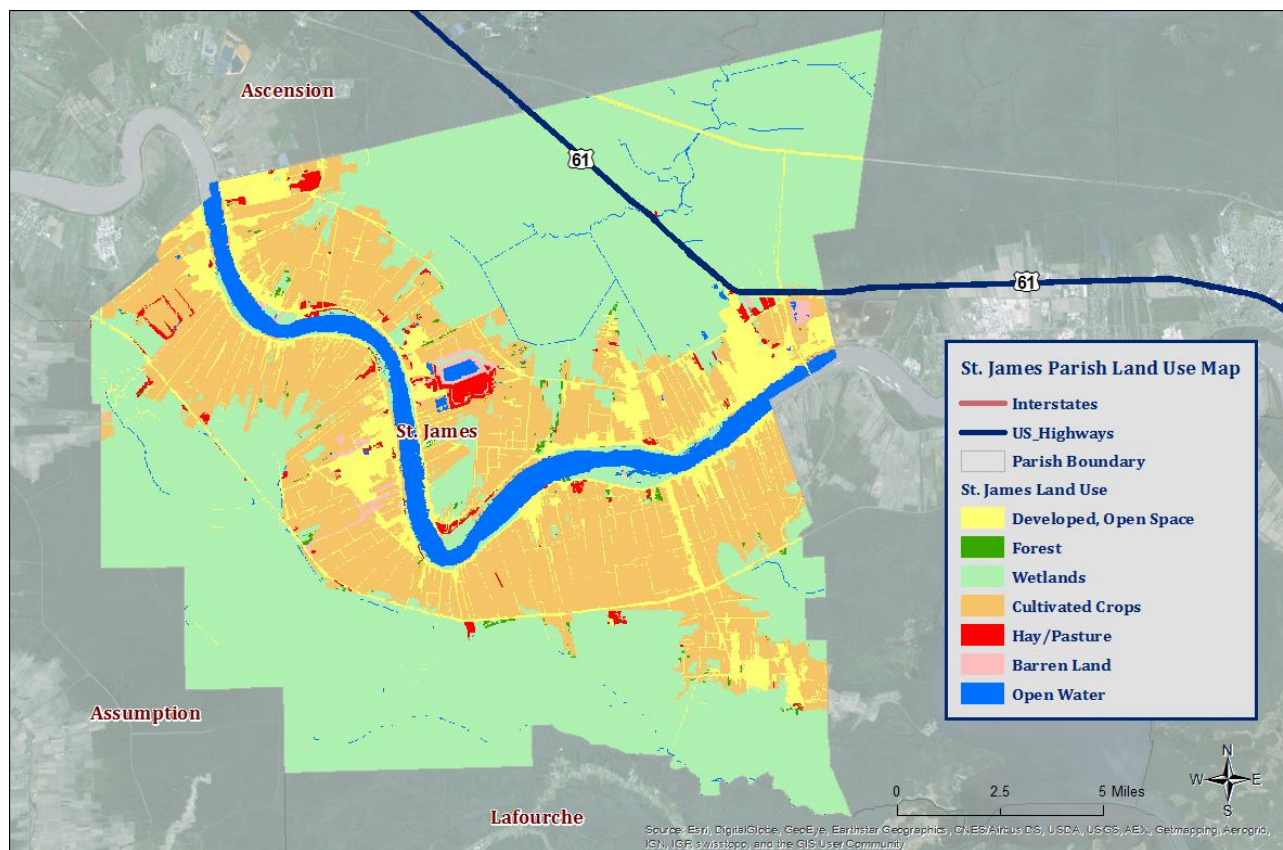 Ascension
61
61
St. James
Assumption
Lafourche
St. James Parish Land Use Map
Interstates
US_Highways
Parish Boundary
St. James Land Use
Developed, Open Space
Forest
Wetlands
Cultivated Crops
Hay/Pasture
Barren Land
Open Water
N
W E
S
0 2.5 5 Miles
Source: Esri, DigitalGlobe, GeoEye, Earthstar Geographics, CNES/Airbus DS, USDA, USGS, AEX, Getmapping, Aerogrid,
IGN, IGP, swisstopo, and the GIS User Community